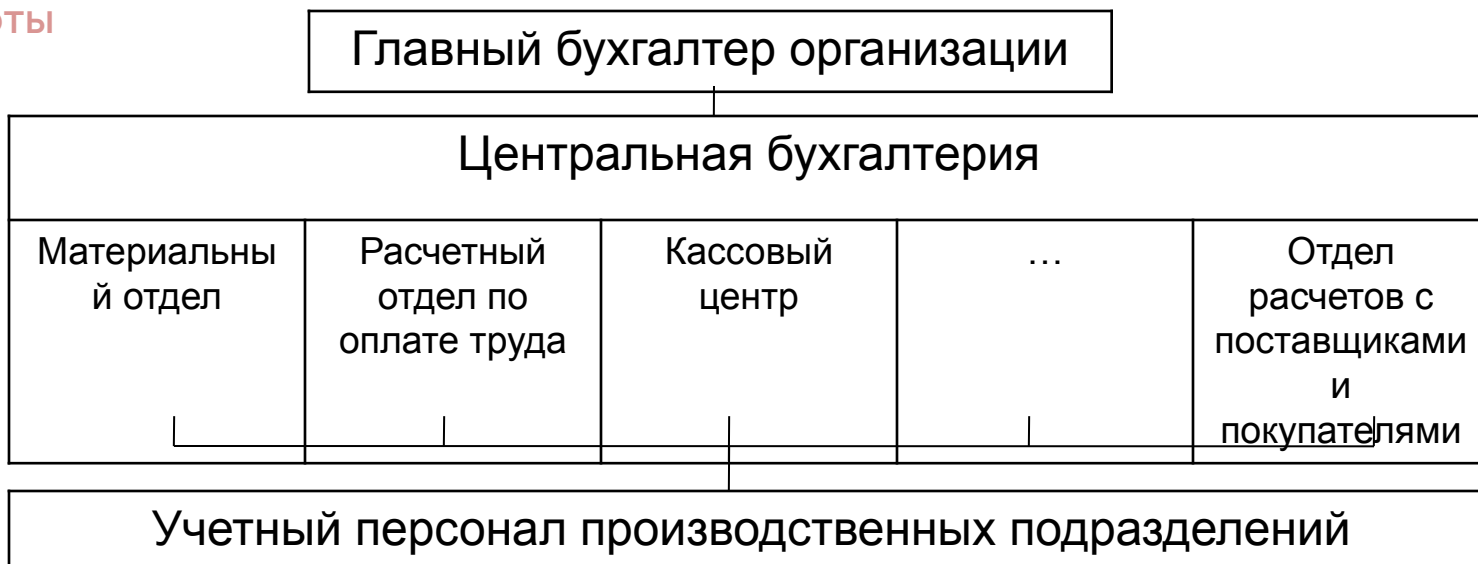 Главный бухгалтер организации
Центральная бухгалтерия
Материальны
й отдел
Расчетный
отдел по
оплате труда
Кассовый
центр
…
Отдел
расчетов с
поставщиками
и
покупателями
Учетный персонал производственных подразделений